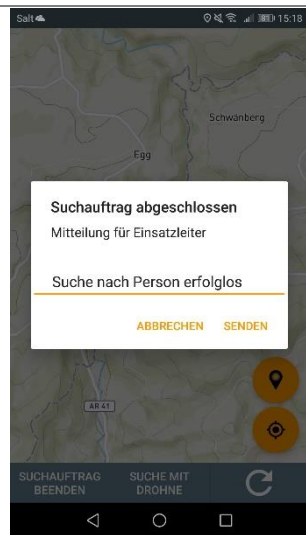 Salt
15:18
Schwänberg
Egg
Suchauftrag abgeschlossen
Mitteilung für Einsatzleiter
Suche nach Person erfolglos
ABBRECHEN SENDEN
AR 41
SUCHAUFTRAG BEENDEN
SUCHE MIT DROHNE